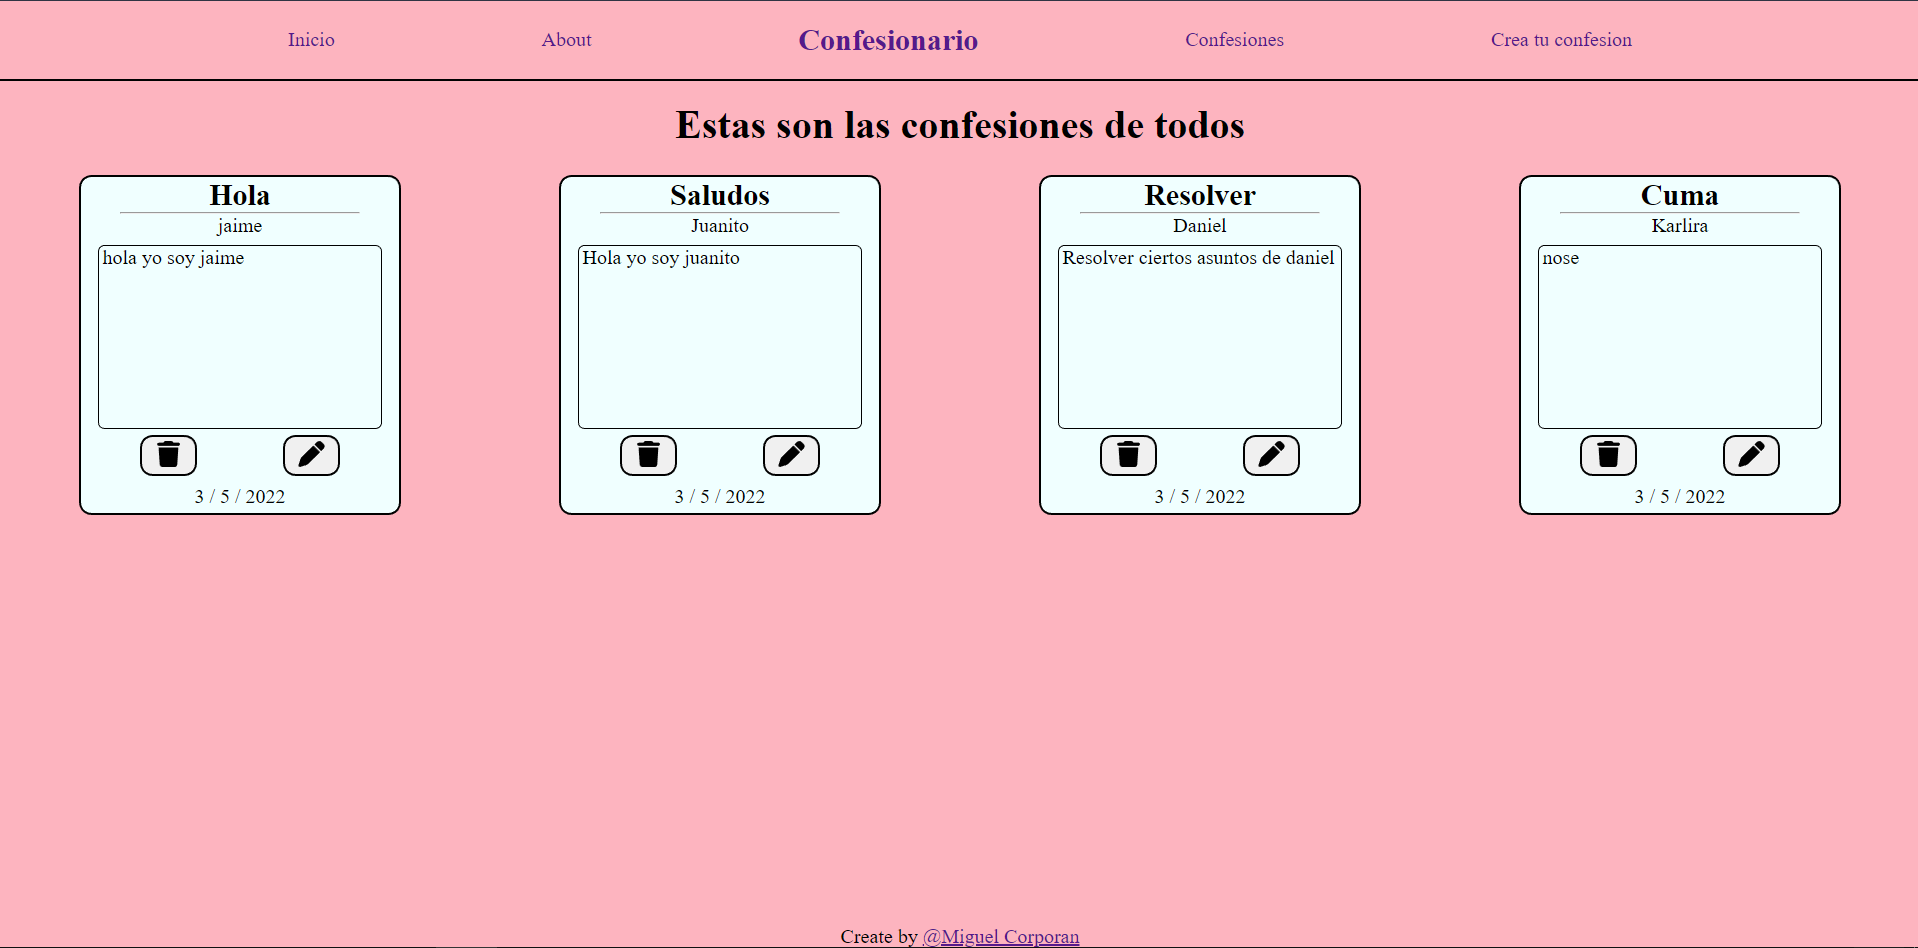 Inicio About Confesionario Confesiones Crea tu confesion
Estas son las confesiones de todos
Hola
jaime
hola yo soy jaime
3 / 5 / 2022
Saludos
Juanito
Hola yo soy juanito
3 / 5 / 2022
Resolver
Daniel
Resolver ciertos asuntos de daniel
3 / 5 / 2022
Cuma
Karlira
nose
3 / 5 / 2022
Create by @Miguel Corporan